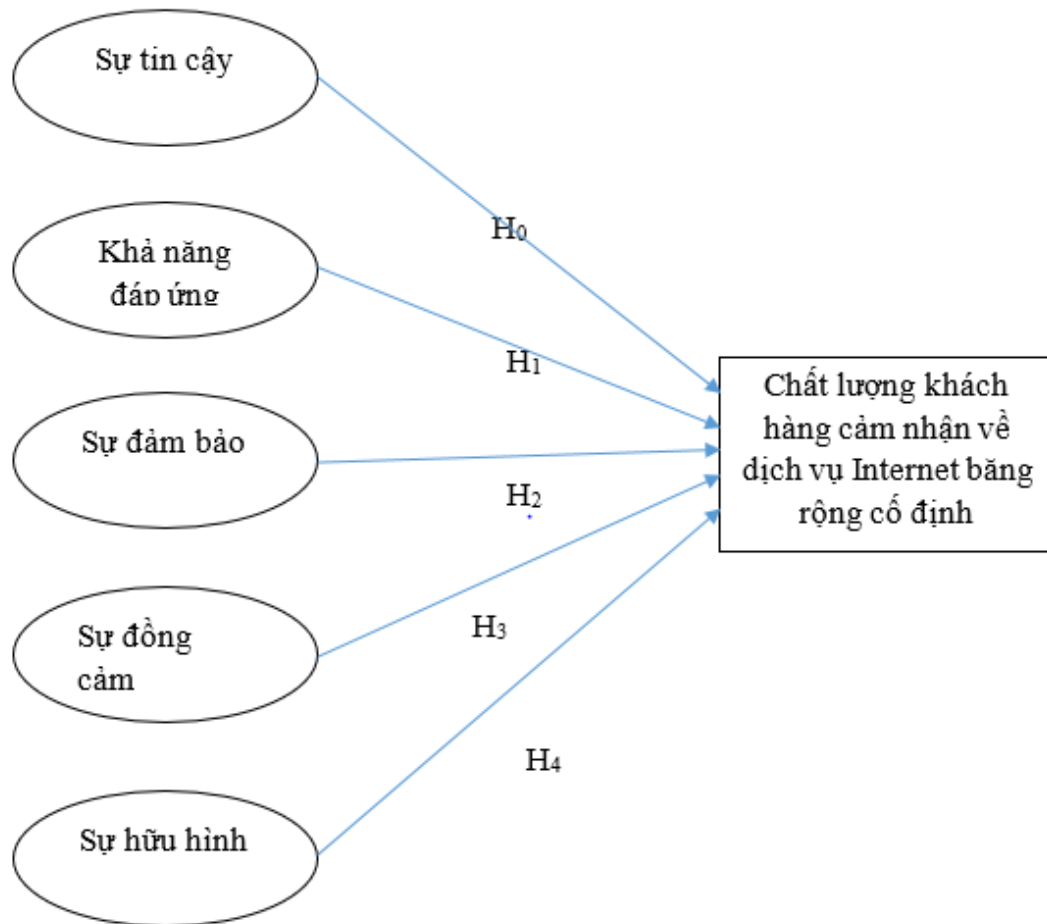 Sự tin cậy
H₀
Khả năng
đáp ứng
H₁
Sự đảm bảo
H₂
Chất lượng khách
hàng cảm nhận về
dịch vụ Internet băng
rộng cố định
Sự đồng
cảm
H₃
H₄
Sự hữu hình